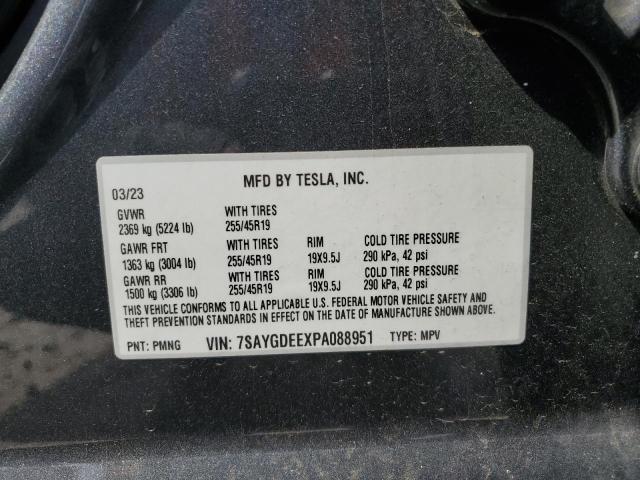 03/23 MFD BY TESLA, INC.
GVWR WITH TIRES
2369 kg (5224 lb) 255/45R19
GAWR FRT WITH TIRES RIM COLD TIRE PRESSURE
1363 kg (3004 lb) 255/45R19 19X9.5J 290 kPa, 42 psi
GAWR RR WITH TIRES RIM COLD TIRE PRESSURE
1500 kg (3306 lb) 255/45R19 19X9.5J 290 kPa, 42 psi
THIS VEHICLE CONFORMS TO ALL APPLICABLE U.S. FEDERAL MOTOR VEHICLE SAFETY AND
THEFT PREVENTION STANDARDS IN EFFECT ON THE DATE OF MANUFACTURE SHOWN ABOVE.
PNT: PMNG VIN: 7SAYGDEEXPA088951 TYPE: MPV